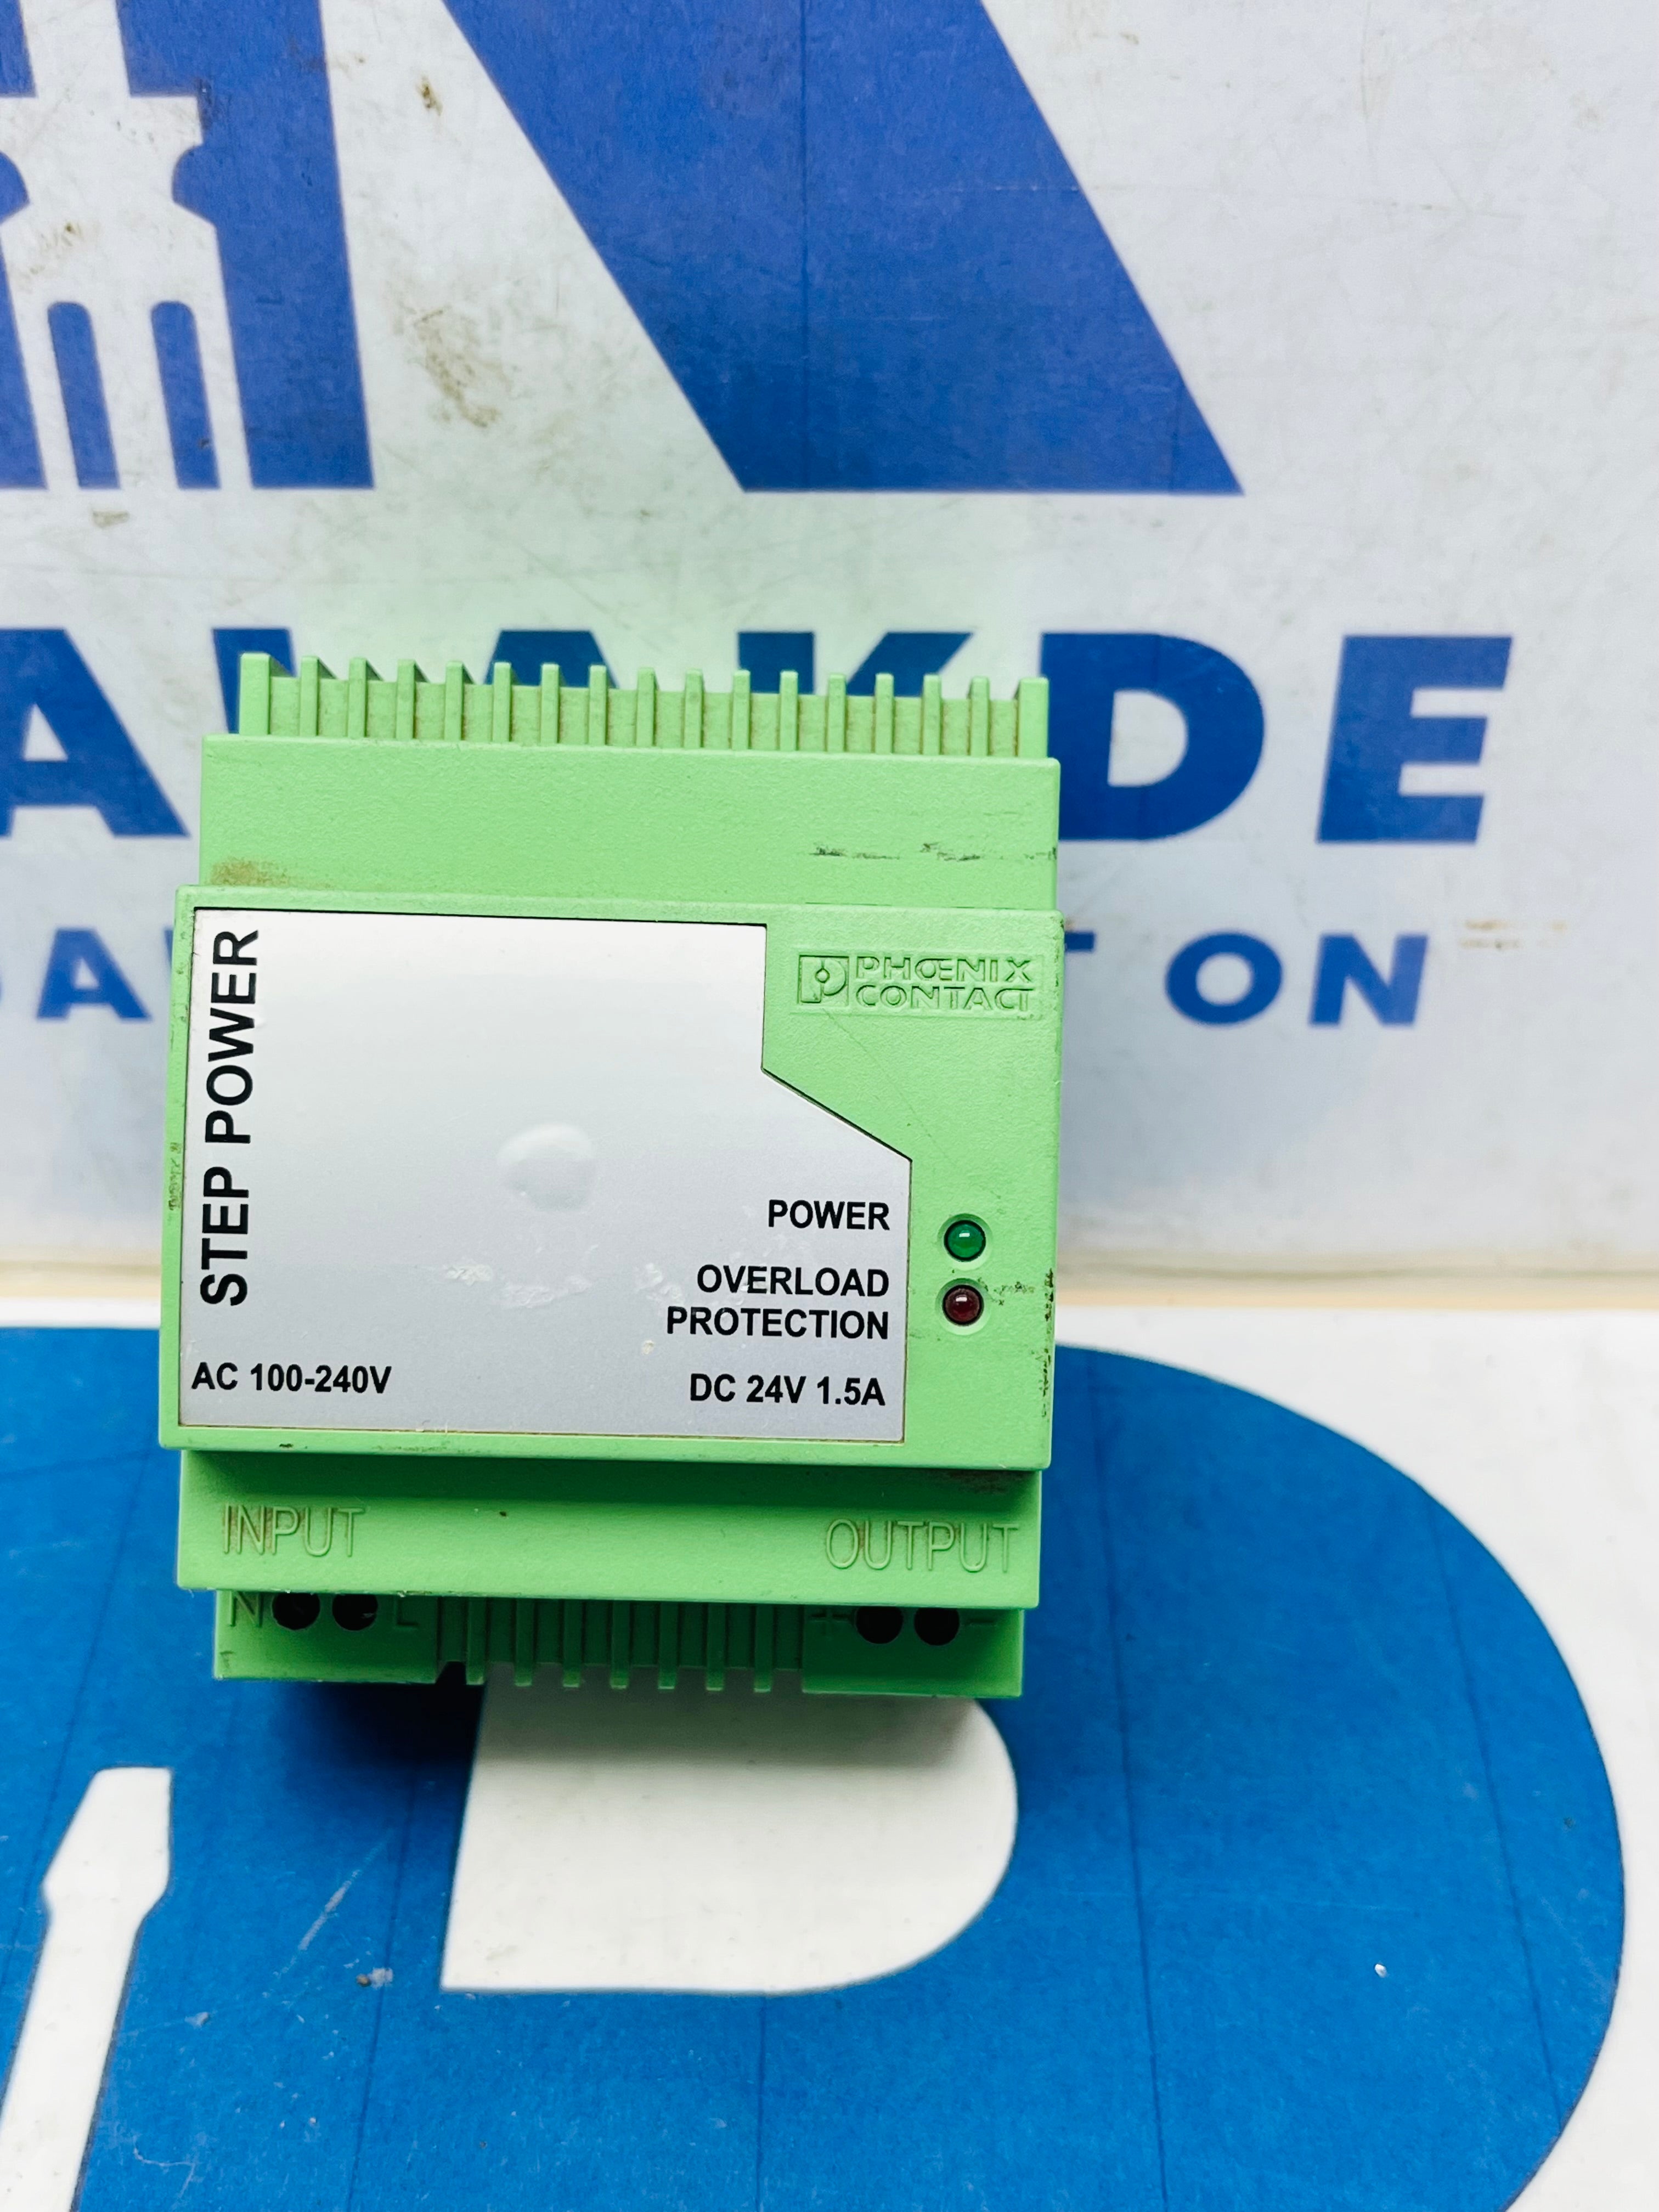 PHOENIX
CONTACT
STEP POWER
POWER
OVERLOAD
PROTECTION
AC 100-240V
DC 24V 1.5A
INPUT
OUTPUT
N L + -